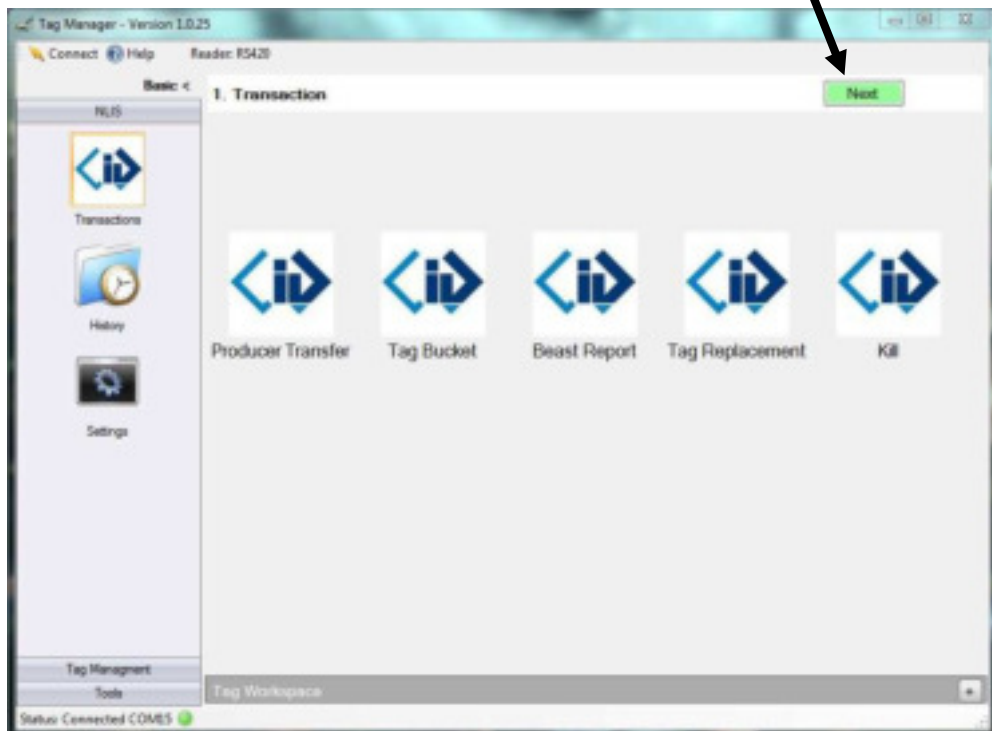 Tag Manager - Version 1.0.25
Connect Help Reader: RS420
Basic <
NLIS
1. Transaction
Next
Transactions
History
Settings
Producer Transfer
Tag Bucket
Beast Report
Tag Replacement
Kill
Tag Managment
Tools
Tag Workspace
Status: Connected COM15